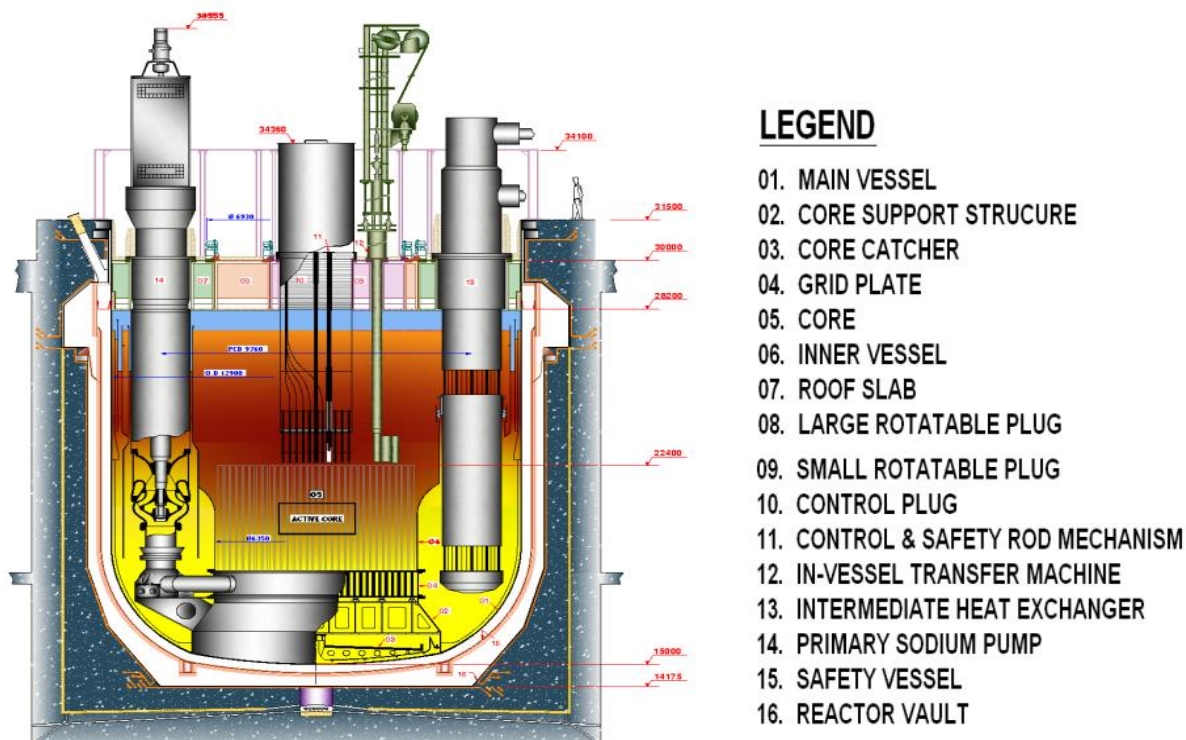 38555
34360
34100
31500
Ø 6930
11
12
30000
14
07
08
10
09
13
28200
PCD 9760
O.D 12900
22400
05
ACTIVE CORE
Ø6350
06
04
01
02
03
15
15000
16
14175
LEGEND
01. MAIN VESSEL
02. CORE SUPPORT STRUCURE
03. CORE CATCHER
04. GRID PLATE
05. CORE
06. INNER VESSEL
07. ROOF SLAB
08. LARGE ROTATABLE PLUG
09. SMALL ROTATABLE PLUG
10. CONTROL PLUG
11. CONTROL & SAFETY ROD MECHANISM
12. IN-VESSEL TRANSFER MACHINE
13. INTERMEDIATE HEAT EXCHANGER
14. PRIMARY SODIUM PUMP
15. SAFETY VESSEL
16. REACTOR VAULT